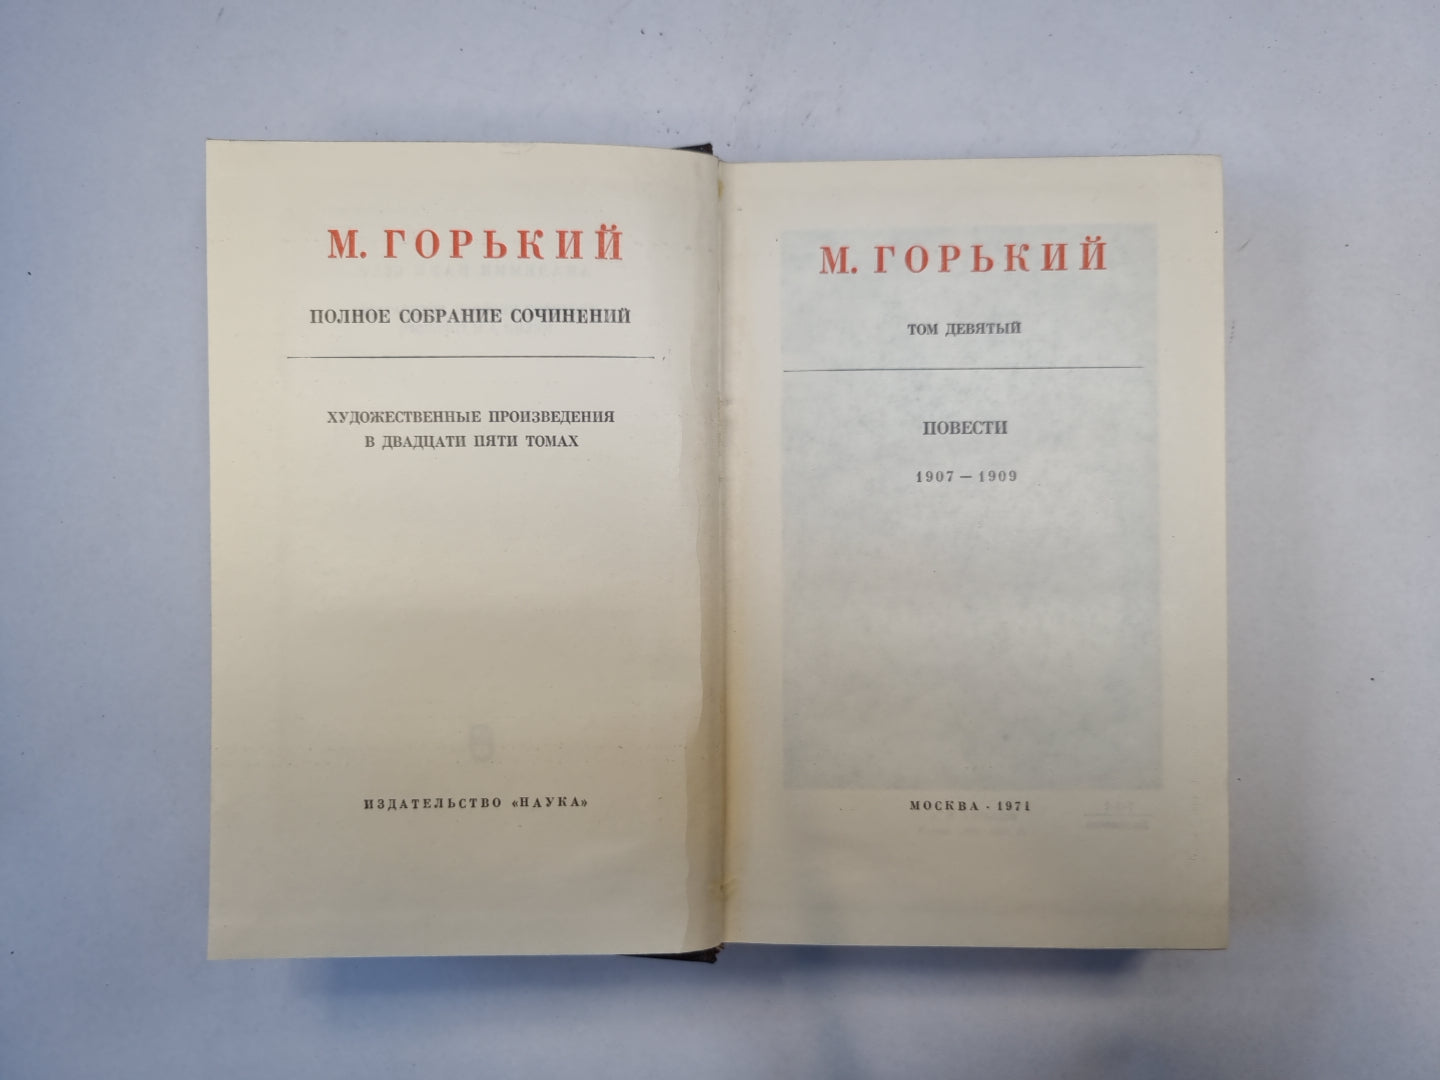 М. ГОРЬКИЙ
ПОЛНОЕ СОБРАНИЕ СОЧИНЕНИЙ
ХУДОЖЕСТВЕННЫЕ ПРОИЗВЕДЕНИЯ
В ДВАДЦАТИ ПЯТИ ТОМАХ
ИЗДАТЕЛЬСТВО «НАУКА»
М. ГОРЬКИЙ
ТОМ ДЕВЯТЫЙ
ПОВЕСТИ
1907 — 1909
МОСКВА · 1971